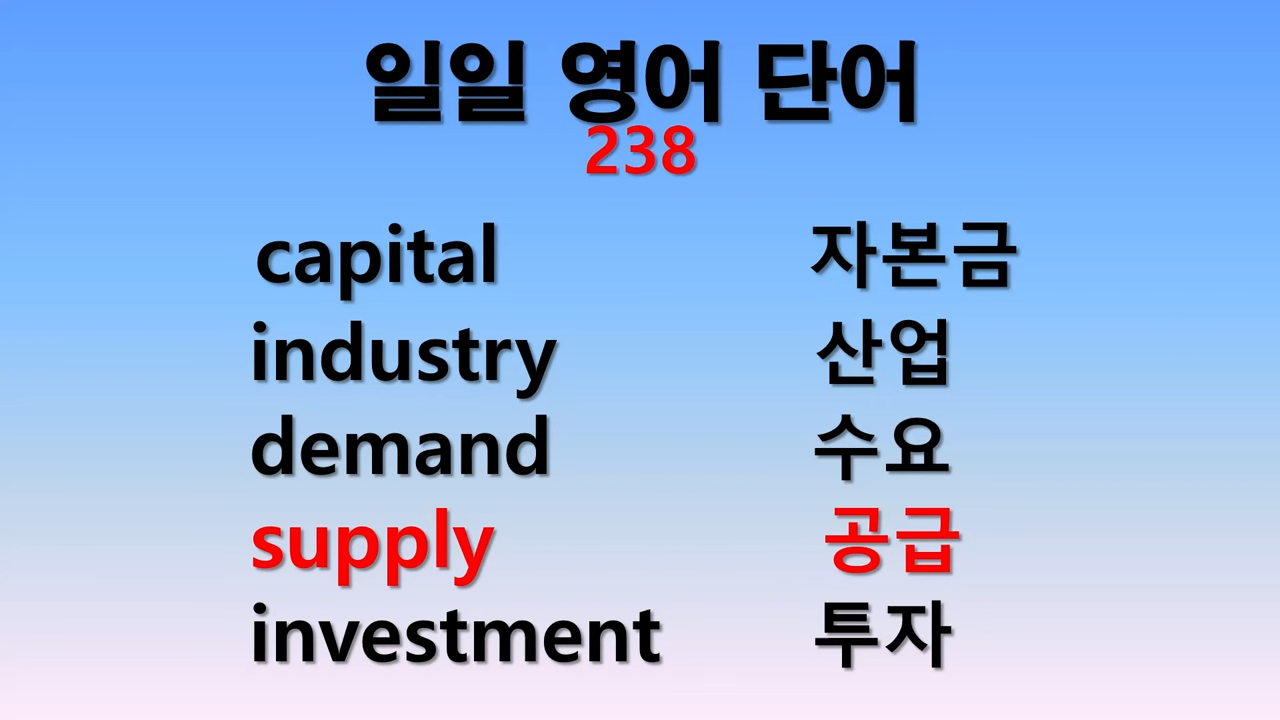 일일 영어 단어
238
capital 자본금
industry 산업
demand 수요
supply 공급
investment 투자